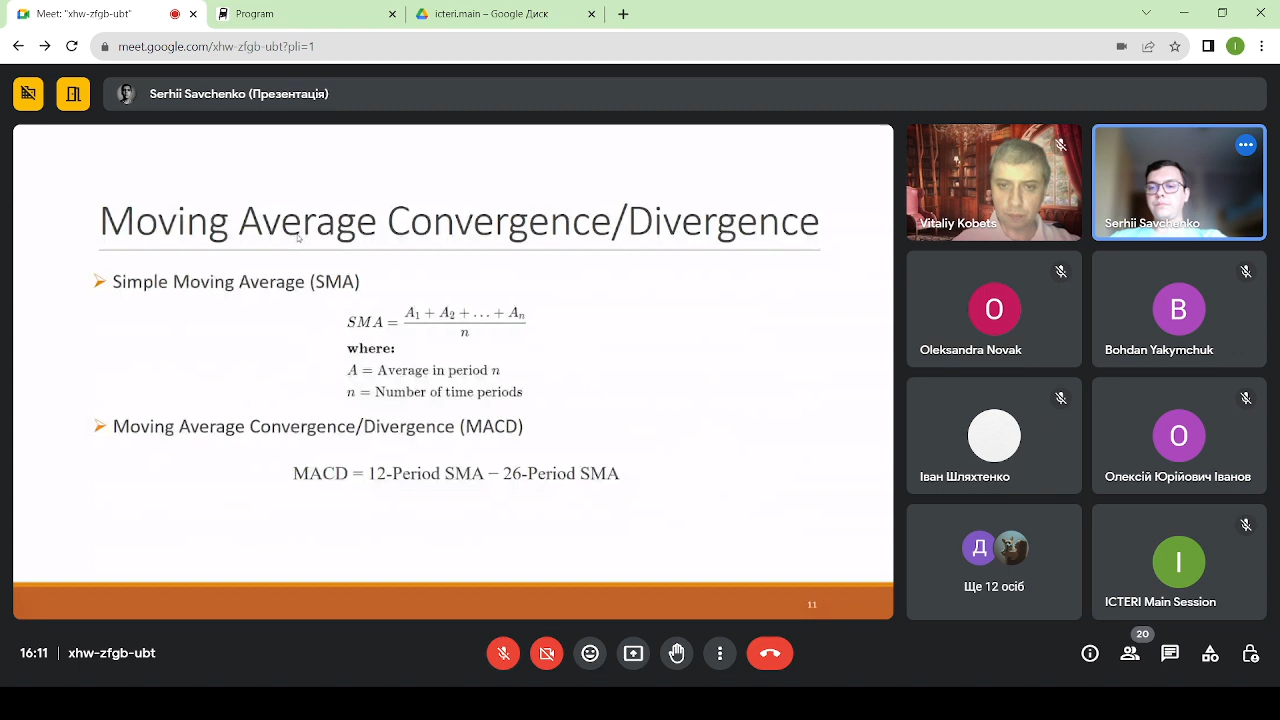 Meet: "xhw-zfgb-ubt"
Program
icteri.main – Google Диск
meet.google.com/xhw-zfgb-ubt?pli=1
I
Serhii Savchenko (Презентація)
Moving Average Convergence/Divergence
Simple Moving Average (SMA)
SMA = (A₁ + A₂ + … + Aₙ) / n
where:
A = Average in period n
n = Number of time periods
Moving Average Convergence/Divergence (MACD)
MACD = 12-Period SMA − 26-Period SMA
11
Vitaliy Kobets
Serhii Savchenko
O
Oleksandra Novak
B
Bohdan Yakymchuk
Іван Шляхтенко
О
Олексій Юрійович Іванов
Д
Ще 12 осіб
I
ICTERI Main Session
16:11 | xhw-zfgb-ubt
20